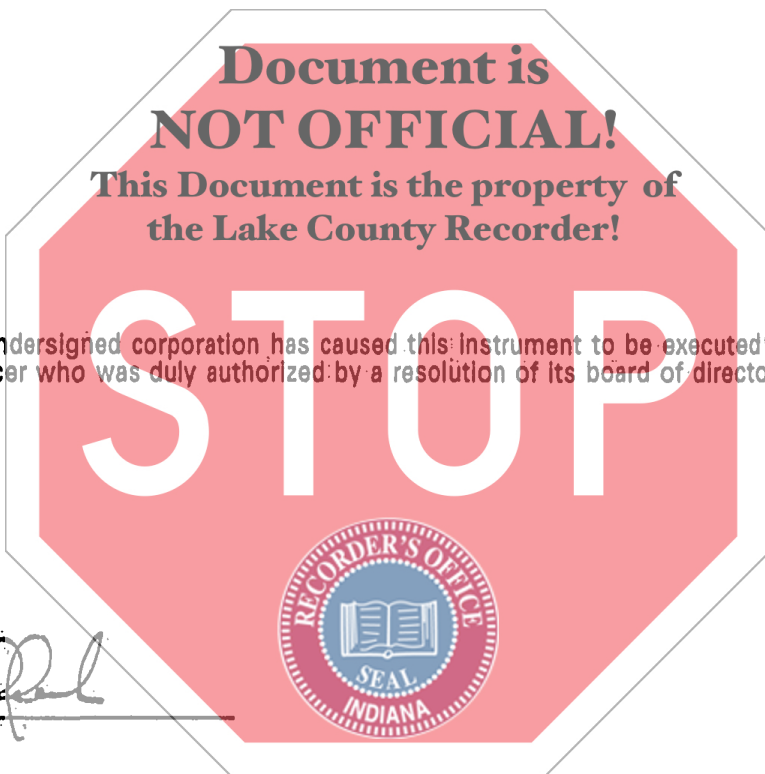 Document is
NOT OFFICIAL!
This Document is the property of
the Lake County Recorder!
STOP
ndersigned corporation has caused this instrument to be executed
cer who was duly authorized by a resolution of its board of directo
RECORDER'S OFFICE
SEAL
INDIANA